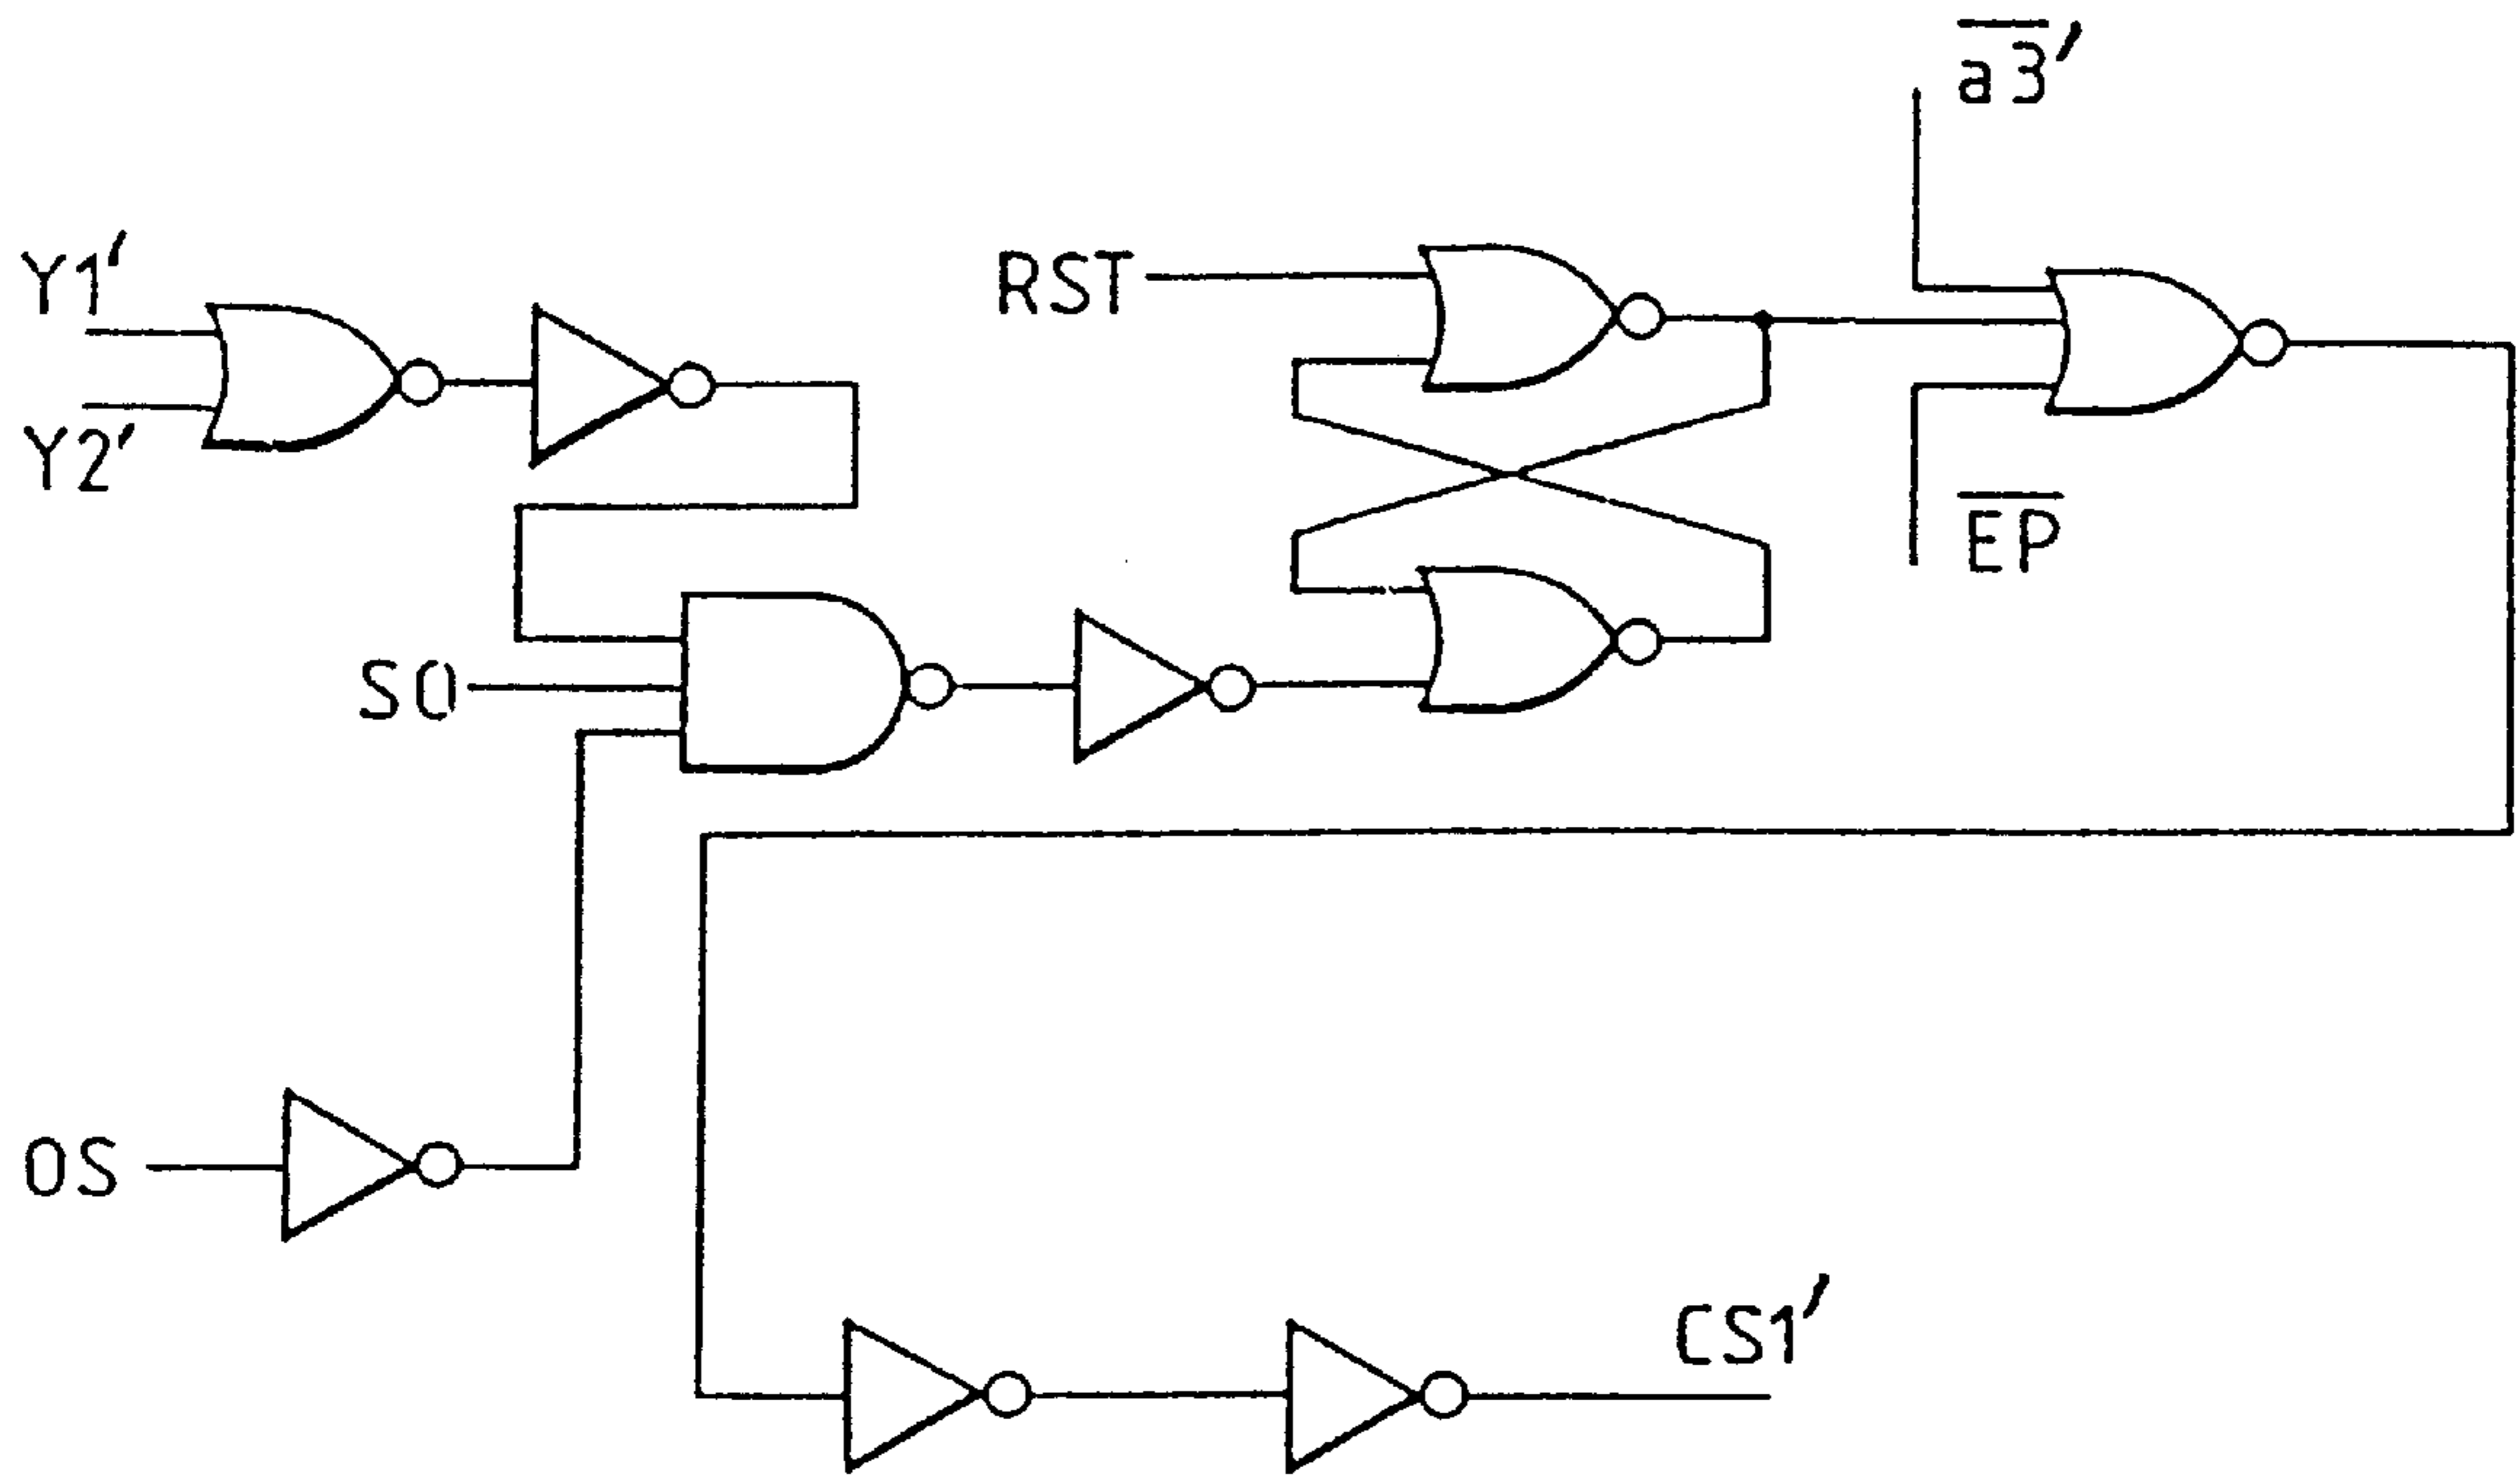 a3′
Y1′
RST
Y2′
EP
S0
OS
CS1′